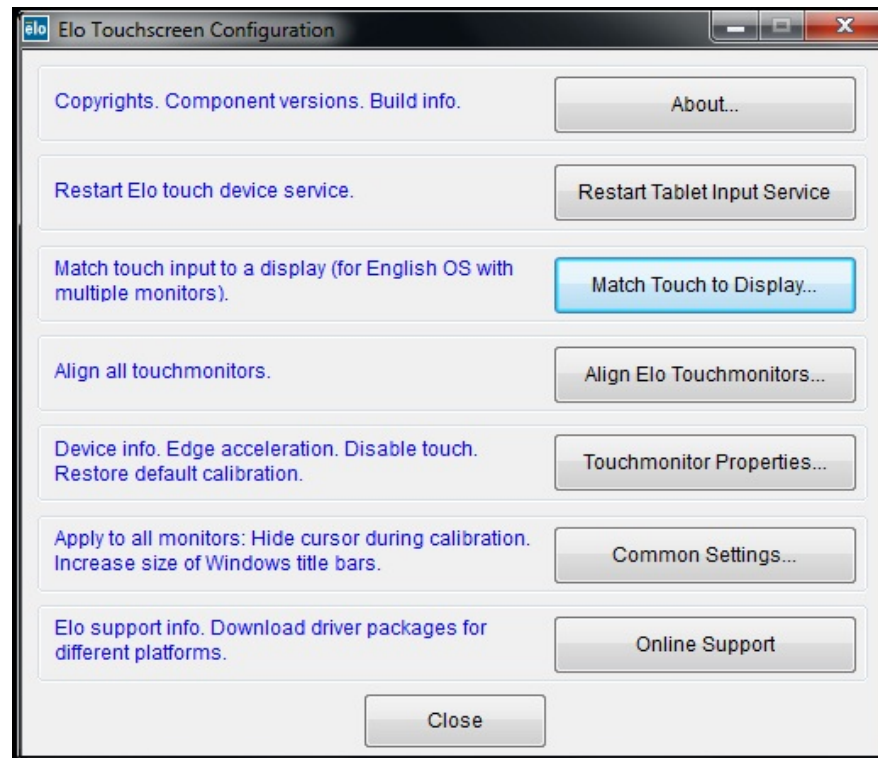 elo Elo Touchscreen Configuration
Copyrights. Component versions. Build info.
About...
Restart Elo touch device service.
Restart Tablet Input Service
Match touch input to a display (for English OS with
multiple monitors).
Match Touch to Display...
Align all touchmonitors.
Align Elo Touchmonitors...
Device info. Edge acceleration. Disable touch.
Restore default calibration.
Touchmonitor Properties...
Apply to all monitors: Hide cursor during calibration.
Increase size of Windows title bars.
Common Settings...
Elo support info. Download driver packages for
different platforms.
Online Support
Close